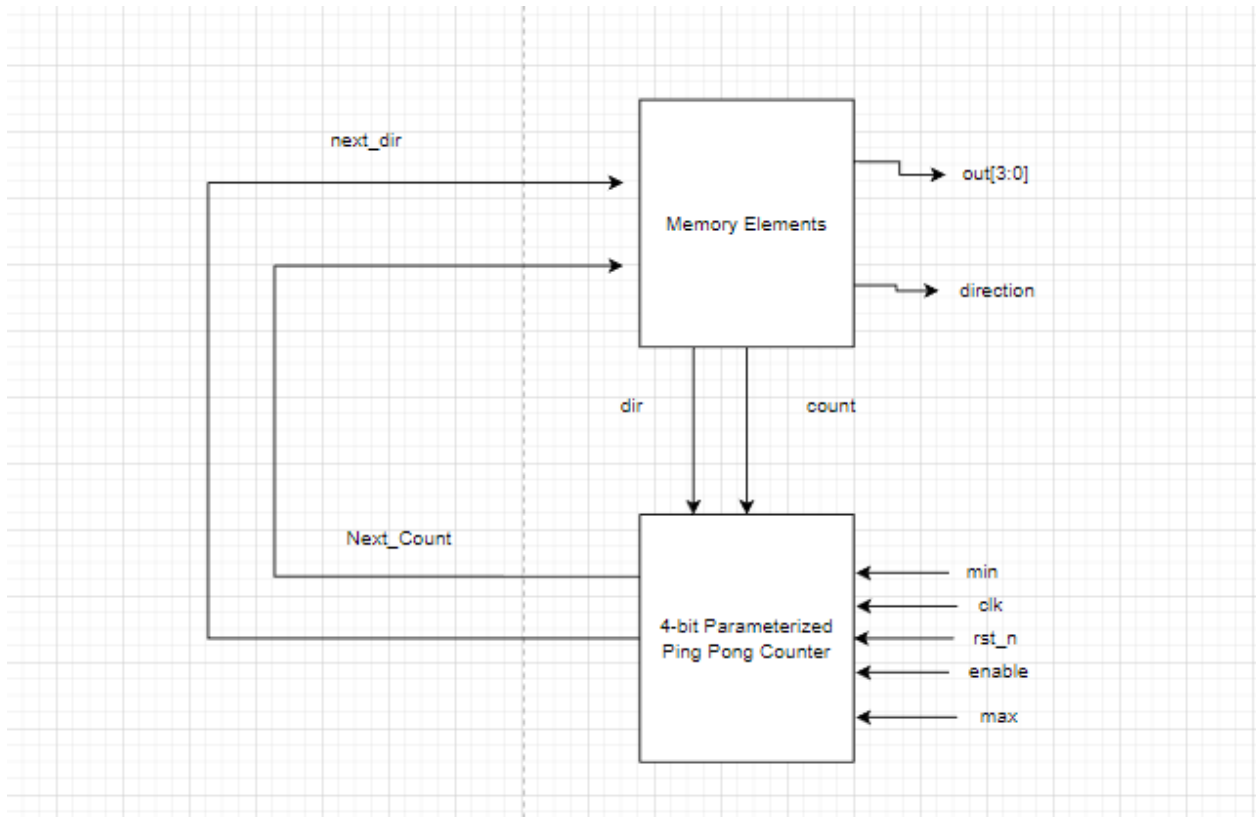 next_dir
out[3:0]
Memory Elements
direction
dir
count
Next_Count
min
clk
4-bit Parameterized
Ping Pong Counter
rst_n
enable
max